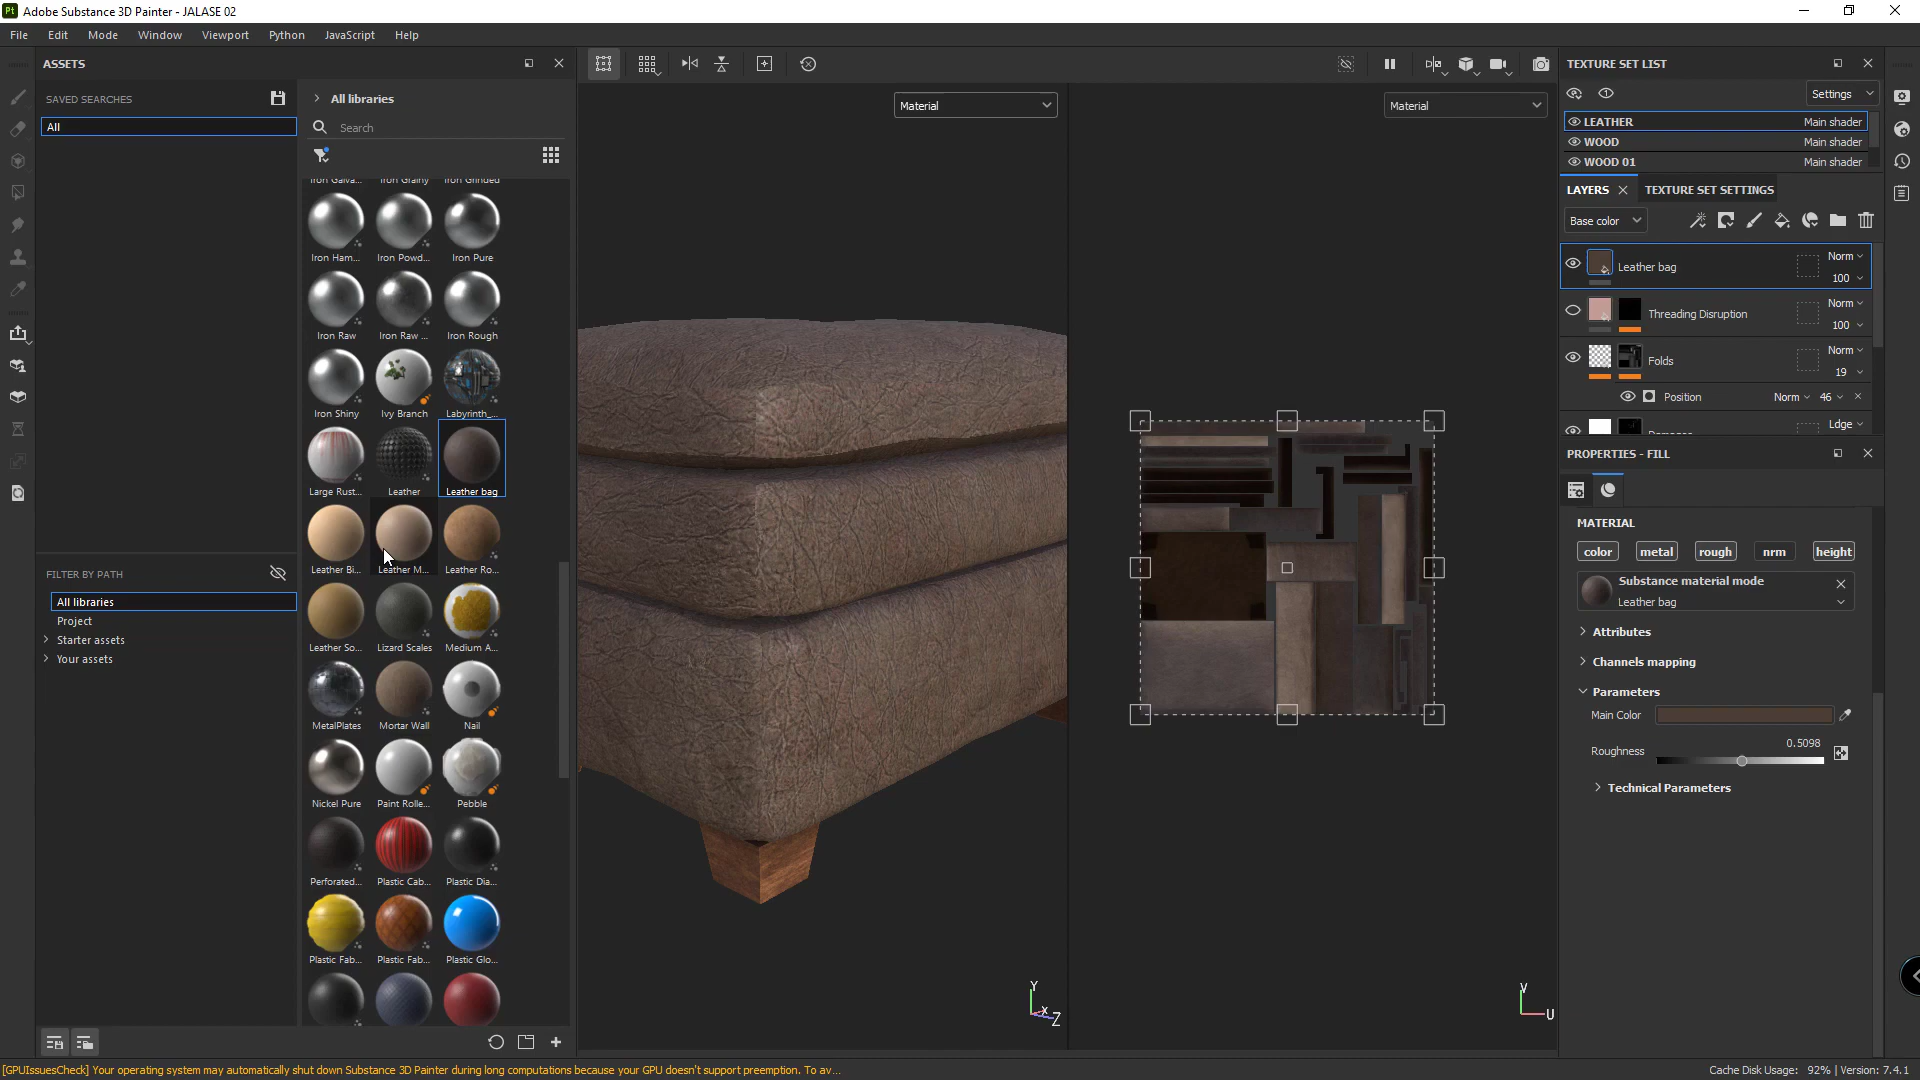 Pt Adobe Substance 3D Painter - JALASE 02
File Edit Mode Window Viewport Python JavaScript Help
ASSETS
SAVED SEARCHES
All
All libraries
Search
Iron Galva... Iron Grainy Iron Grinded
Iron Ham... Iron Powd... Iron Pure
Iron Raw Iron Raw ... Iron Rough
Iron Shiny Ivy Branch Labyrinth_...
Large Rust... Leather Leather bag
Leather Bi... Leather M... Leather Ro...
Leather So... Lizard Scales Medium A...
MetalPlates Mortar Wall Nail
Nickel Pure Paint Rolle... Pebble
Perforated... Plastic Cab... Plastic Dia...
Plastic Fab... Plastic Fab... Plastic Glo...
FILTER BY PATH
All libraries
Project
Starter assets
Your assets
Material
Material
Y
X
Z
V
U
TEXTURE SET LIST
Settings
LEATHER Main shader
WOOD Main shader
WOOD 01 Main shader
LAYERS TEXTURE SET SETTINGS
Base color
Leather bag Norm 100
Threading Disruption Norm 100
Folds Norm 19
Position Norm 46
Ldge
PROPERTIES - FILL
MATERIAL
color metal rough nrm height
Substance material mode
Leather bag
Attributes
Channels mapping
Parameters
Main Color
0.5098
Roughness
Technical Parameters
[GPUIssuesCheck] Your operating system may automatically shut down Substance 3D Painter during long computations because your GPU doesn't support preemption. To av...
Cache Disk Usage: 92% | Version: 7.4.1